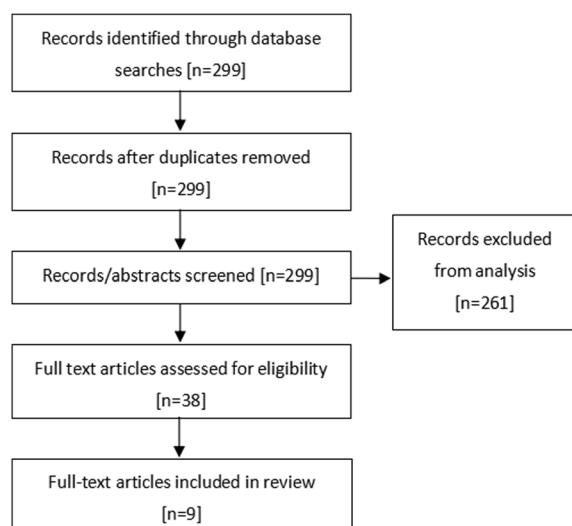 Records identified through database
searches [n=299]
Records after duplicates removed
[n=299]
Records/abstracts screened [n=299]
Records excluded
from analysis
[n=261]
Full text articles assessed for eligibility
[n=38]
Full-text articles included in review
[n=9]